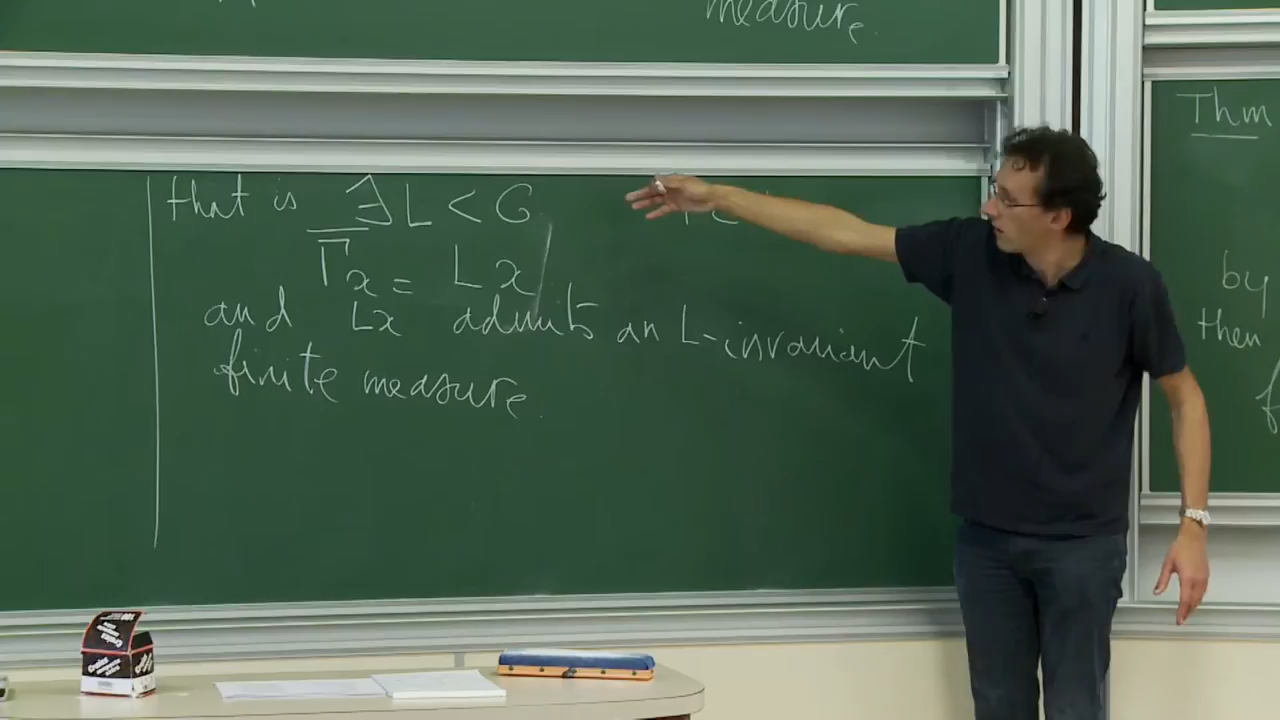 measure.
that is ∃ L < G
Γx = Lx
and Lx admits an L-invariant
finite measure.
Thm
by
then